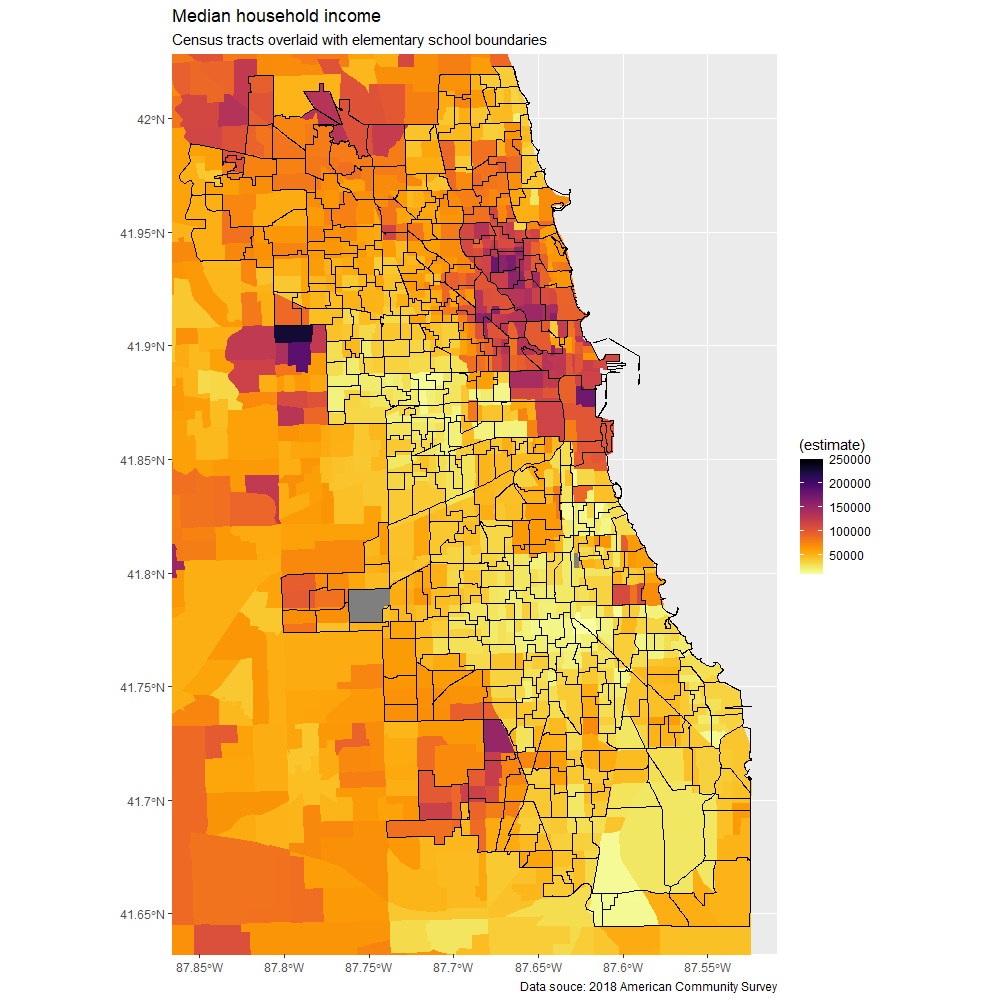 Median household income
Census tracts overlaid with elementary school boundaries
42°N
41.95°N
41.9°N
41.85°N
41.8°N
41.75°N
41.7°N
41.65°N
(estimate)
250000
200000
150000
100000
50000
87.85°W
87.8°W
87.75°W
87.7°W
87.65°W
87.6°W
87.55°W
Data souce: 2018 American Community Survey